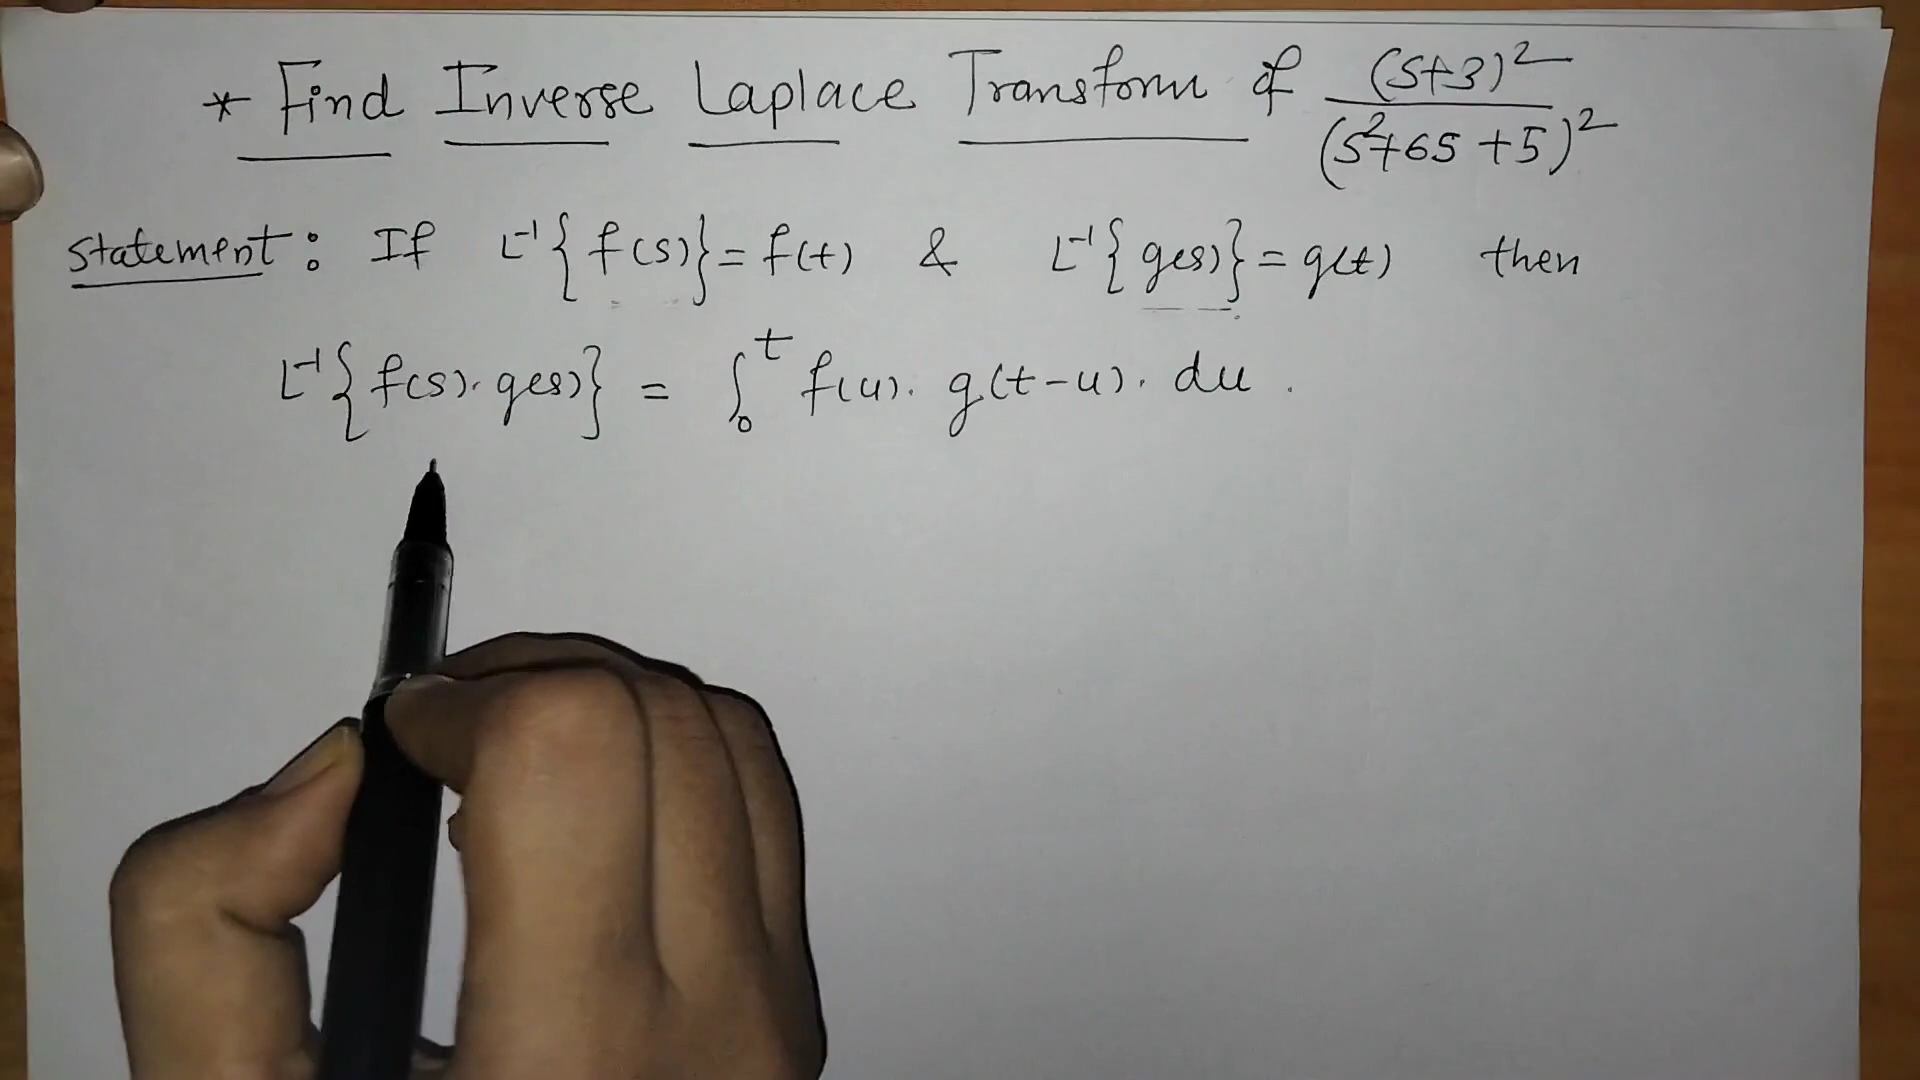 * Find Inverse Laplace Transform of (S+3)² / (S²+6S+5)²
Statement: If L⁻¹{f(s)} = f(t) & L⁻¹{g(s)} = g(t) then
L⁻¹{f(s).g(s)} = ∫₀ᵗ f(u). g(t-u). du.